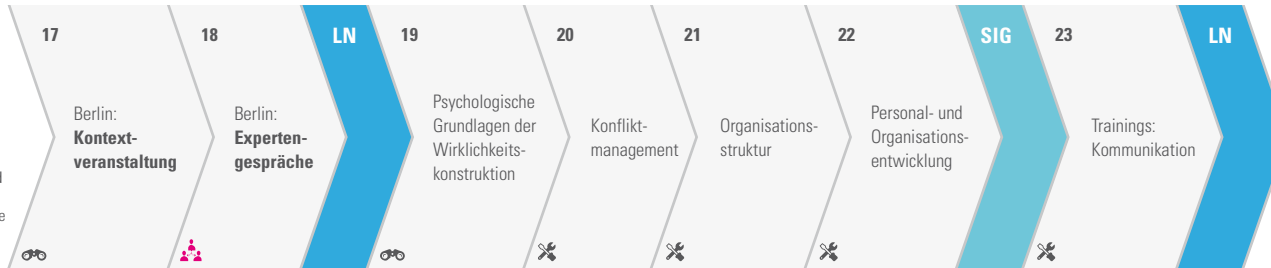 17
Berlin:
Kontext-
veranstaltung
18
Berlin:
Experten-
gespräche
LN
19
Psychologische
Grundlagen der
Wirklichkeits-
konstruktion
20
Konflikt-
management
21
Organisations-
struktur
22
Personal- und
Organisations-
entwicklung
SIG
23
Trainings:
Kommunikation
LN